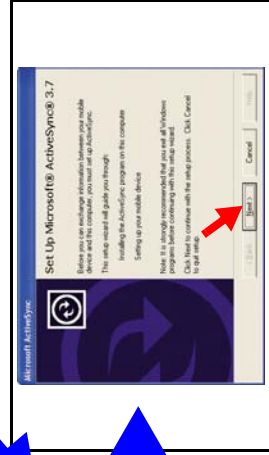 Microsoft ActiveSync
Set Up Microsoft® ActiveSync® 3.7
Before you can exchange information between your mobile
device and this computer, you must set up ActiveSync.
This setup wizard will guide you through:
Installing the ActiveSync program on this computer
Setting up your mobile device
Note: It is strongly recommended that you exit all Windows
programs before continuing with this setup wizard.
Click Next to continue with the setup process. Click Cancel
to quit setup.
< Back
Next >
Cancel
Help